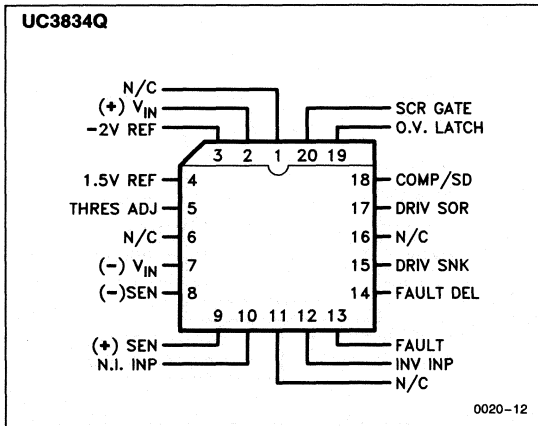 UC3834Q
N/C
(+) VIN
-2V REF
SCR GATE
O.V. LATCH
3 2 1 20 19
1.5V REF 4
THRES ADJ 5
N/C 6
(-) VIN 7
(-)SEN 8
18 COMP/SD
17 DRIV SOR
16 N/C
15 DRIV SNK
14 FAULT DEL
9 10 11 12 13
(+) SEN
N.I. INP
FAULT
INV INP
N/C
0020-12